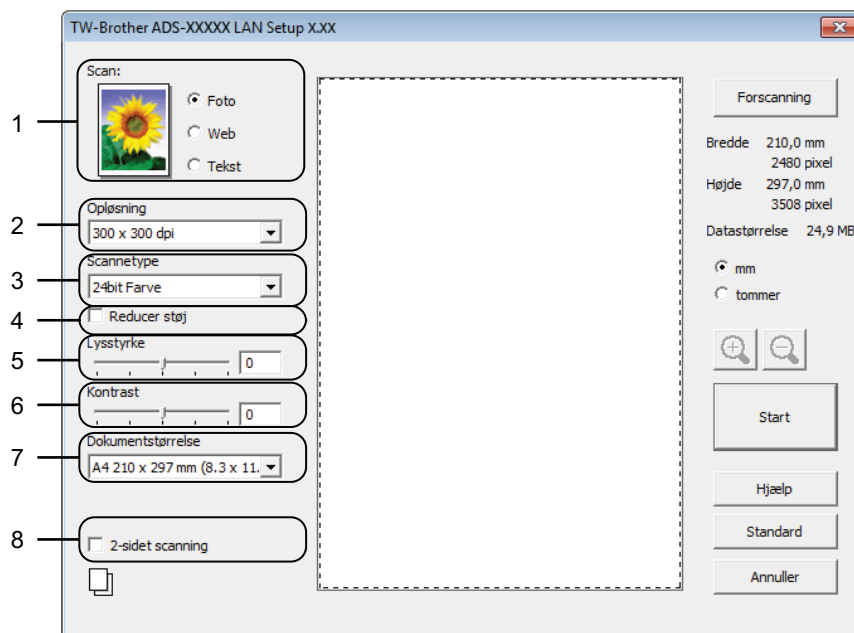 TW-Brother ADS-XXXXX LAN Setup X.XX
1
Scan:
Foto
Web
Tekst
2
Opløsning
300 x 300 dpi
3
Scannetype
24bit Farve
4
Reducer støj
5
Lysstyrke
0
6
Kontrast
0
7
Dokumentstørrelse
A4 210 x 297 mm (8.3 x 11.
8
2-sidet scanning
Forscanning
Bredde 210,0 mm
2480 pixel
Højde 297,0 mm
3508 pixel
Datastørrelse 24,9 MB
mm
tommer
Start
Hjælp
Standard
Annuller